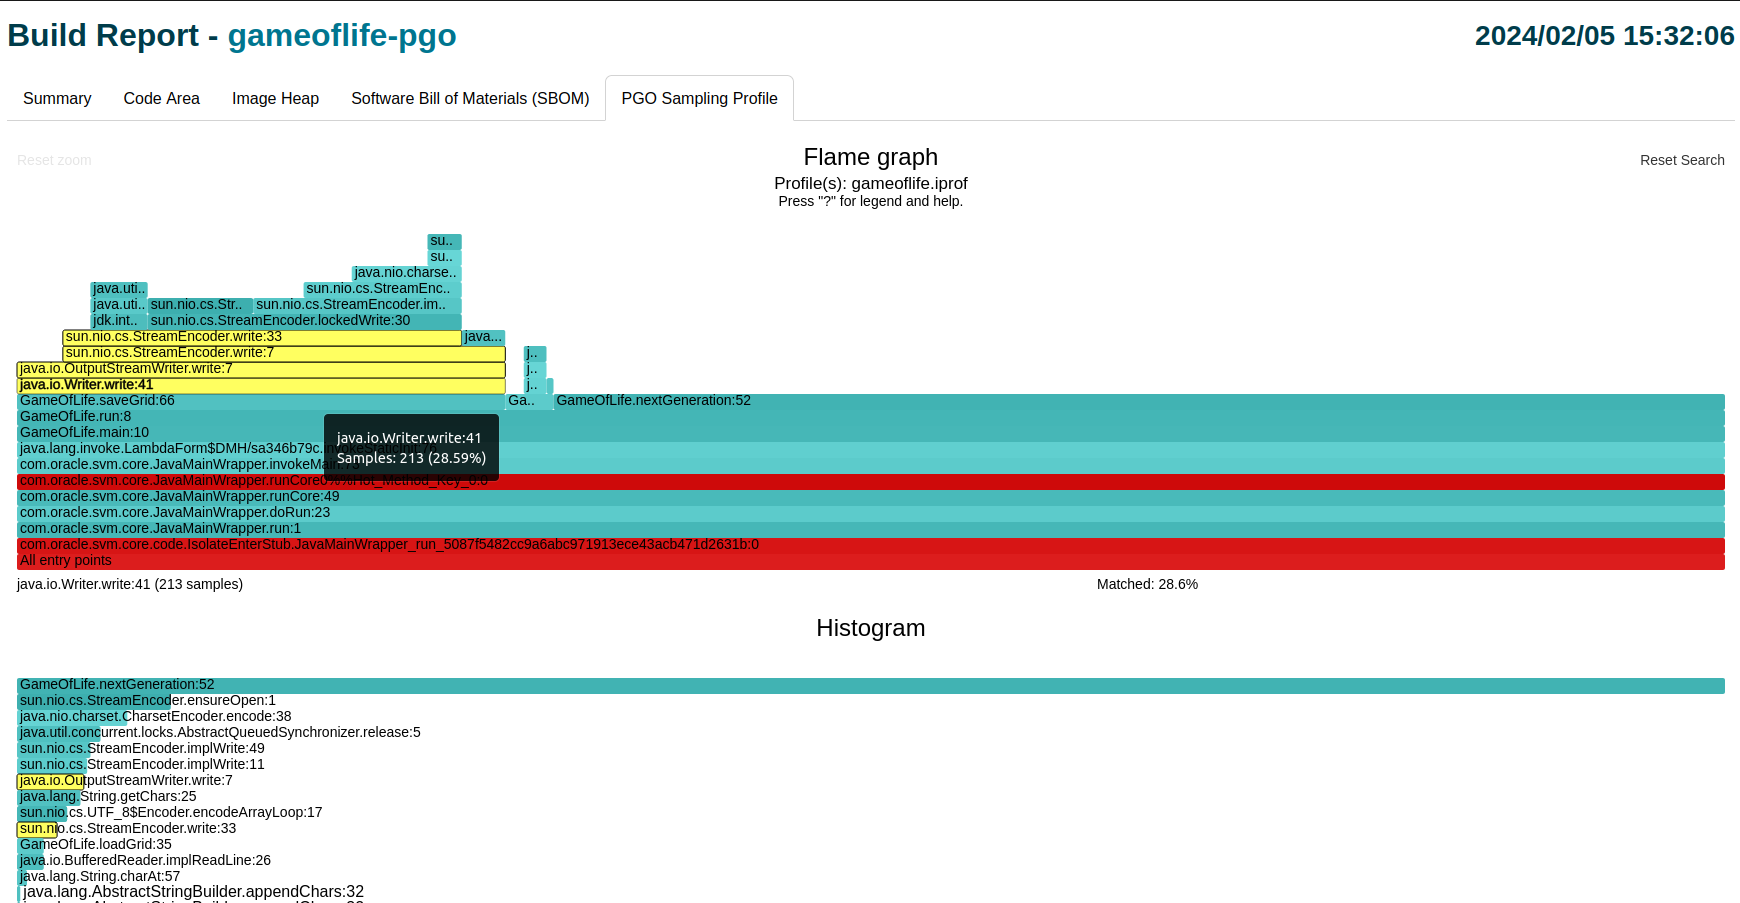 Build Report - gameoflife-pgo
2024/02/05 15:32:06
Summary
Code Area
Image Heap
Software Bill of Materials (SBOM)
PGO Sampling Profile
Reset zoom
Flame graph
Reset Search
Profile(s): gameoflife.iprof
Press "?" for legend and help.
su..
su..
java.nio.charse..
java.uti.. sun.nio.cs.StreamEnc..
java.uti.. sun.nio.cs.Str.. sun.nio.cs.StreamEncoder.im..
jdk.int.. sun.nio.cs.StreamEncoder.lockedWrite:30
sun.nio.cs.StreamEncoder.write:33 java...
sun.nio.cs.StreamEncoder.write:7 j..
java.io.OutputStreamWriter.write:7 j..
java.io.Writer.write:41 j..
GameOfLife.saveGrid:66 Ga.. GameOfLife.nextGeneration:52
GameOfLife.run:8
GameOfLife.main:10
java.lang.invoke.LambdaForm$DMH/sa346b79c.
com.oracle.svm.core.JavaMainWrapper.invokeMain
com.oracle.svm.core.JavaMainWrapper.runCore0%%Hot_Method_Key_0:0
com.oracle.svm.core.JavaMainWrapper.runCore:49
com.oracle.svm.core.JavaMainWrapper.doRun:23
com.oracle.svm.core.JavaMainWrapper.run:1
com.oracle.svm.core.code.IsolateEnterStub.JavaMainWrapper_run_5087f5482cc9a6abc971913ece43acb471d2631b:0
All entry points
java.io.Writer.write:41
Samples: 213 (28.59%)
java.io.Writer.write:41 (213 samples)
Matched: 28.6%
Histogram
GameOfLife.nextGeneration:52
sun.nio.cs.StreamEncoder.ensureOpen:1
java.nio.charset.CharsetEncoder.encode:38
java.util.concurrent.locks.AbstractQueuedSynchronizer.release:5
sun.nio.cs.StreamEncoder.implWrite:49
sun.nio.cs.StreamEncoder.implWrite:11
java.io.OutputStreamWriter.write:7
java.lang.String.getChars:25
sun.nio.cs.UTF_8$Encoder.encodeArrayLoop:17
sun.nio.cs.StreamEncoder.write:33
GameOfLife.loadGrid:35
java.io.BufferedReader.implReadLine:26
java.lang.String.charAt:57
java.lang.AbstractStringBuilder.appendChars:32